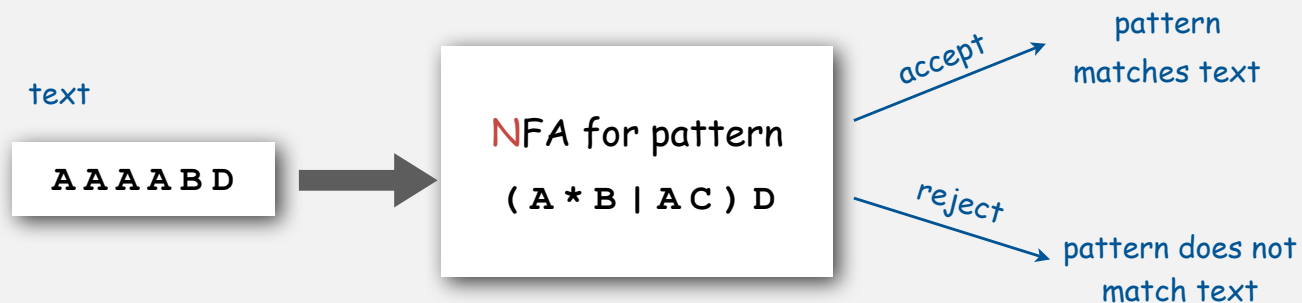 text
A A A A B D
NFA for pattern
( A * B | A C ) D
accept
pattern
matches text
reject
pattern does not
match text